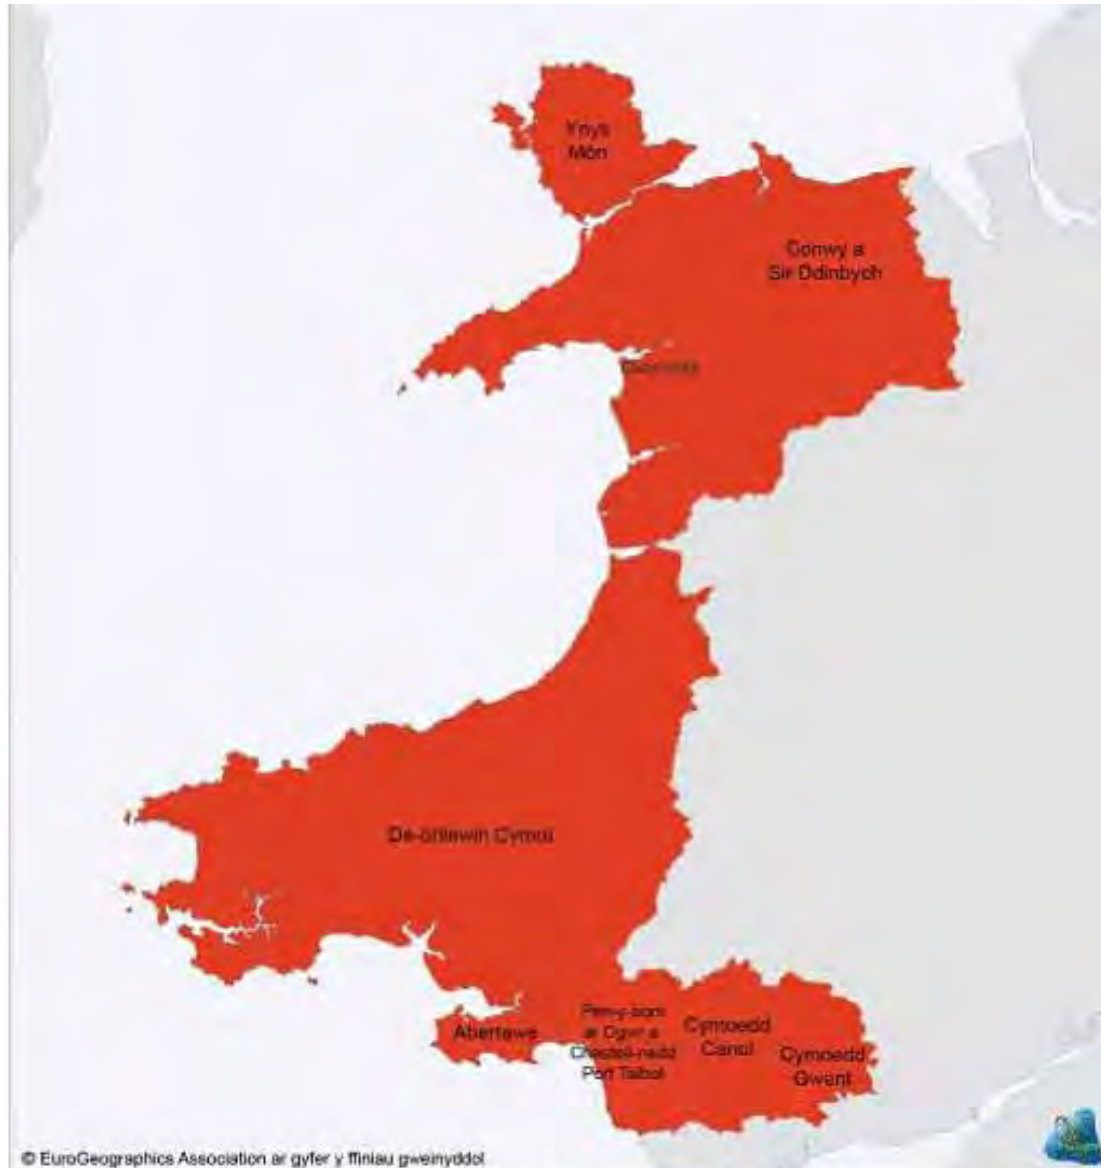 Ynys
Môn
Conwy a
Sir Ddinbych
De-orllewin Cymru
Abertawe
Pen-y-bont
ar Ogwr a
Chastell-nedd
Port Talbot
Cymoedd
Canol
Cymoedd
Gwent
© EuroGeographics Association ar gyfer y ffiniau gweinyddol